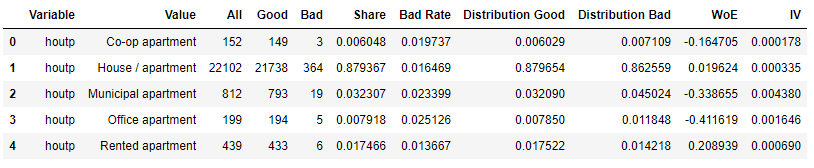 Variable Value All Good Bad Share Bad Rate Distribution Good Distribution Bad WoE IV
0 houtp Co-op apartment 152 149 3 0.006048 0.019737 0.006029 0.007109 -0.164705 0.000178
1 houtp House / apartment 22102 21738 364 0.879367 0.016469 0.879654 0.862559 0.019624 0.000335
2 houtp Municipal apartment 812 793 19 0.032307 0.023399 0.032090 0.045024 -0.338655 0.004380
3 houtp Office apartment 199 194 5 0.007918 0.025126 0.007850 0.011848 -0.411619 0.001646
4 houtp Rented apartment 439 433 6 0.017466 0.013667 0.017522 0.014218 0.208939 0.000690